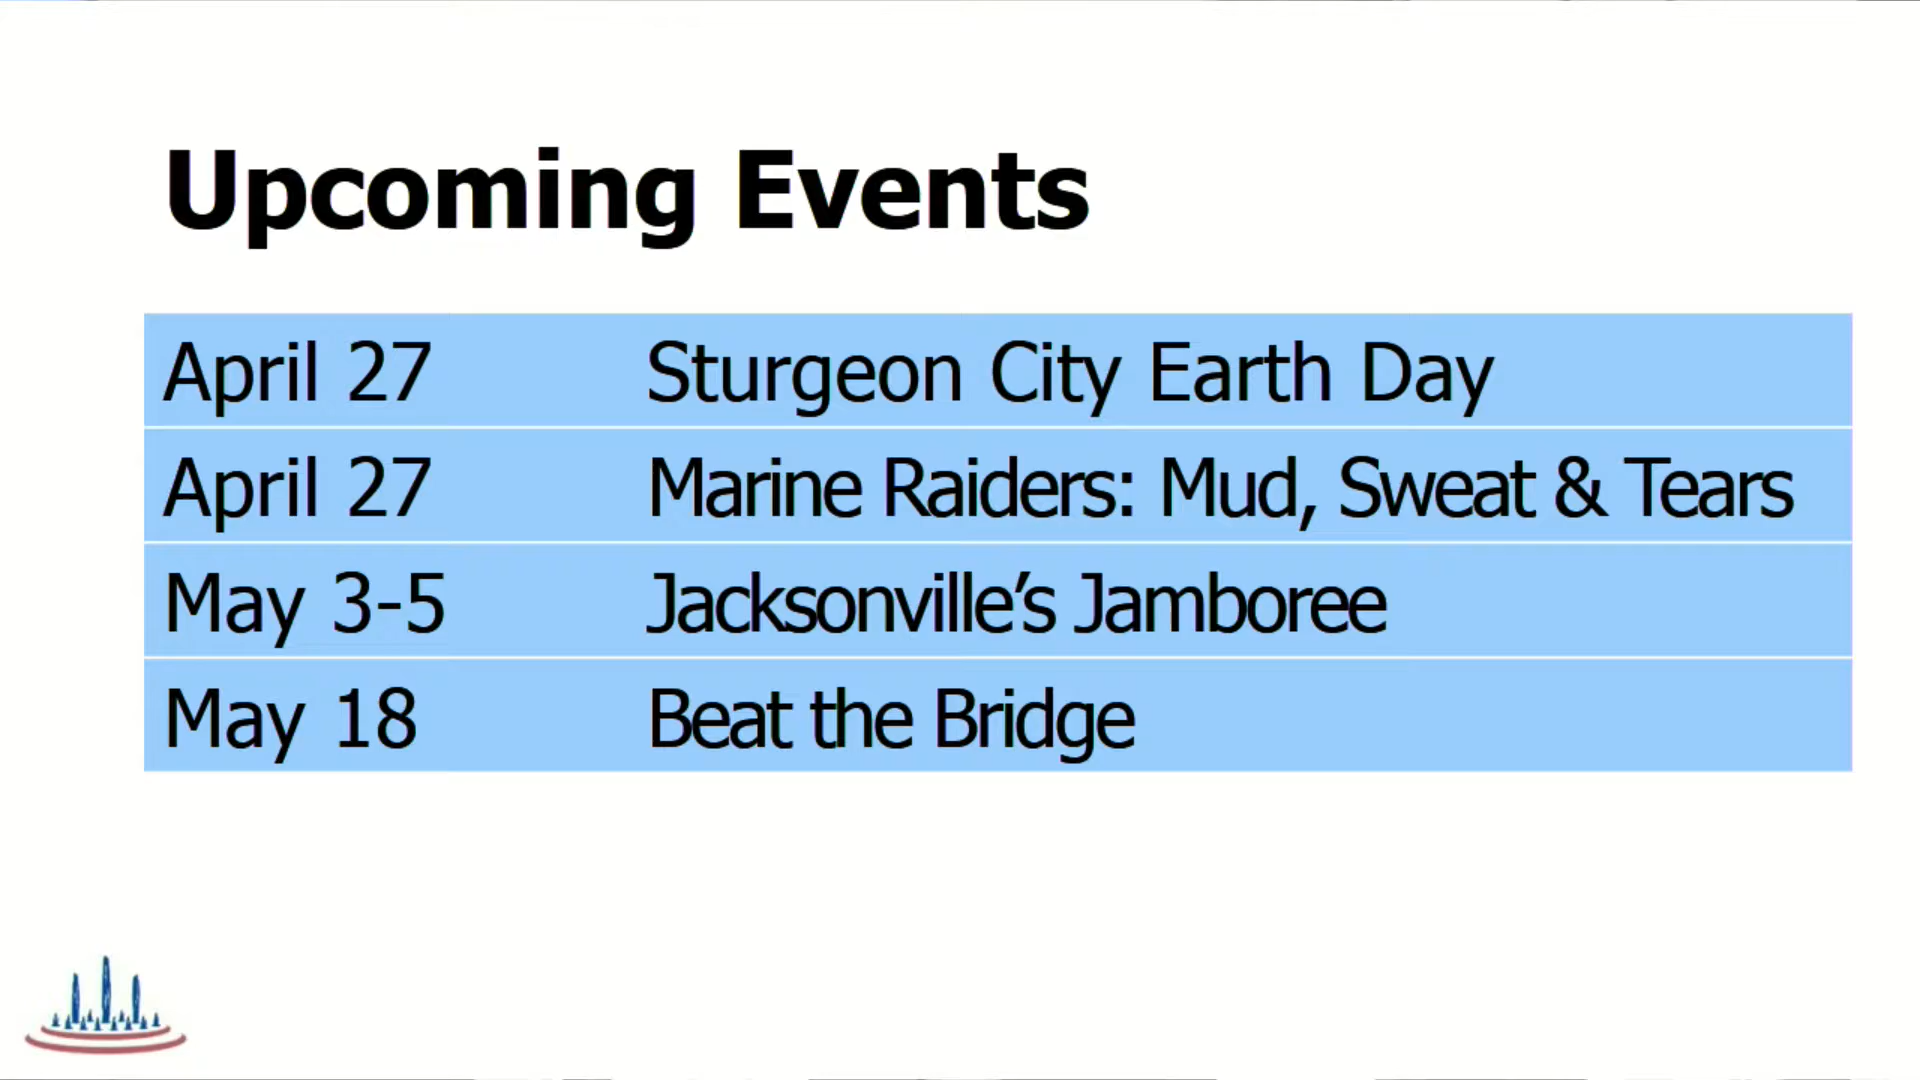 Upcoming Events
April 27 Sturgeon City Earth Day
April 27 Marine Raiders: Mud, Sweat & Tears
May 3-5 Jacksonville’s Jamboree
May 18 Beat the Bridge